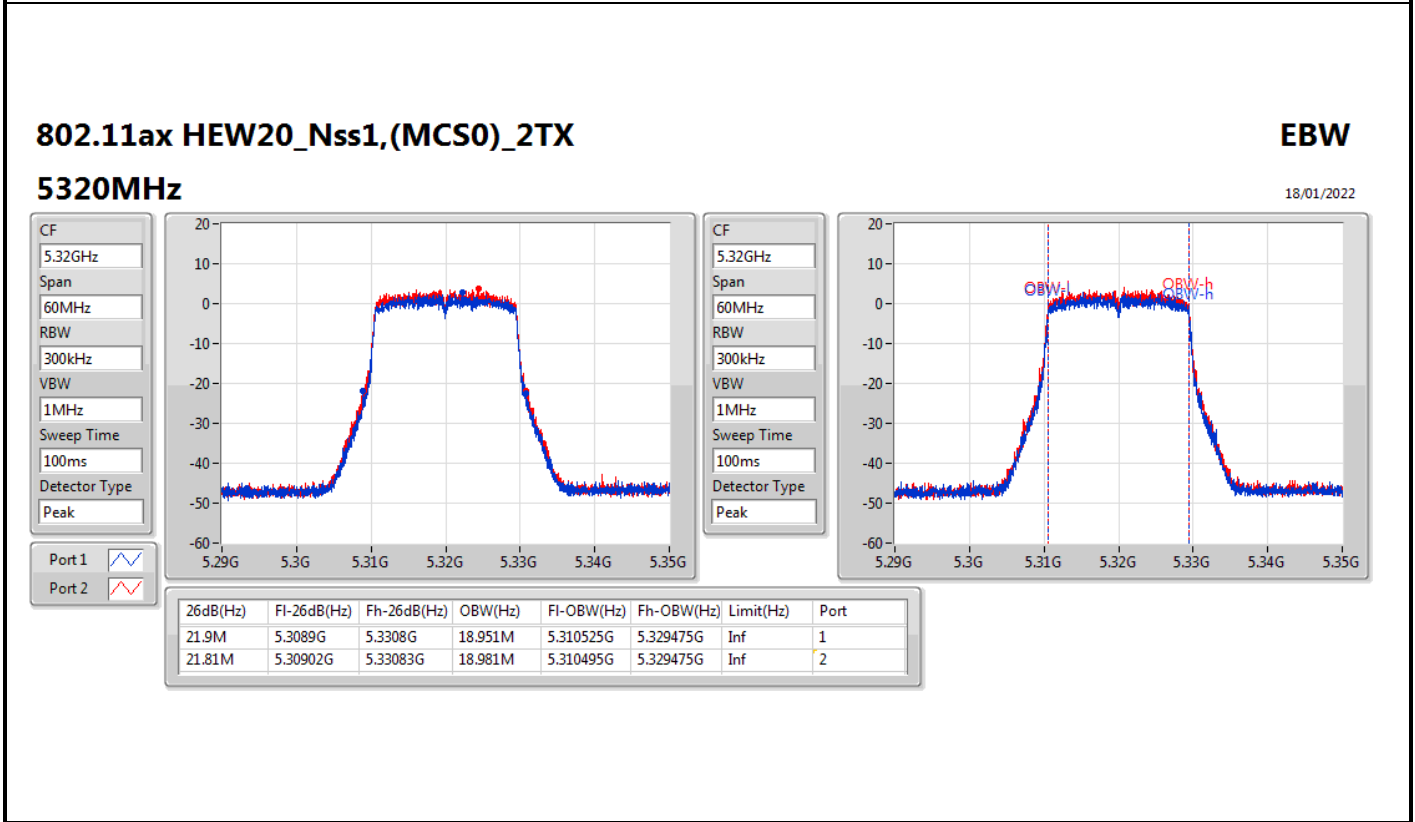 802.11ax HEW20_Nss1,(MCS0)_2TX
EBW
5320MHz
18/01/2022
CF
5.32GHz
Span
60MHz
RBW
300kHz
VBW
1MHz
Sweep Time
100ms
Detector Type
Peak
Port 1
Port 2
20
10
0
-10
-20
-30
-40
-50
-60
5.29G 5.3G 5.31G 5.32G 5.33G 5.34G 5.35G
CF
5.32GHz
Span
60MHz
RBW
300kHz
VBW
1MHz
Sweep Time
100ms
Detector Type
Peak
20
10
0
-10
-20
-30
-40
-50
-60
OBW-l
OBW-h
OBW-h
5.29G 5.3G 5.31G 5.32G 5.33G 5.34G 5.35G
26dB(Hz) Fl-26dB(Hz) Fh-26dB(Hz) OBW(Hz) Fl-OBW(Hz) Fh-OBW(Hz) Limit(Hz) Port
21.9M 5.3089G 5.3308G 18.951M 5.310525G 5.329475G Inf 1
21.81M 5.30902G 5.33083G 18.981M 5.310495G 5.329475G Inf 2